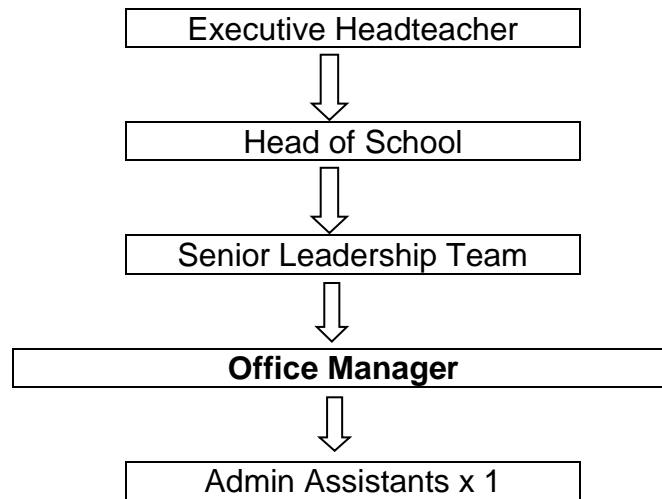 Executive Headteacher
Head of School
Senior Leadership Team
Office Manager
Admin Assistants x 1